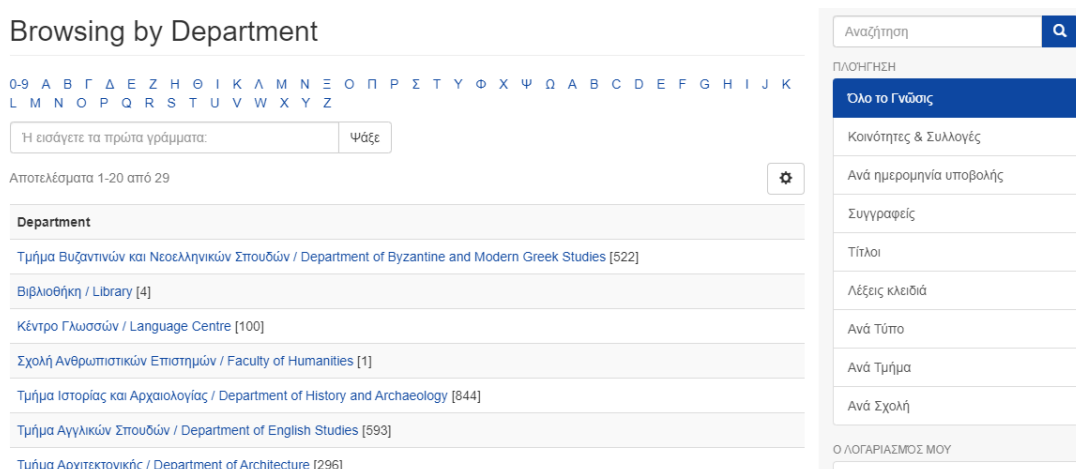 Browsing by Department
0-9 Α Β Γ Δ Ε Ζ Η Θ Ι Κ Λ Μ Ν Ξ Ο Π Ρ Σ Τ Υ Φ Χ Ψ Ω A B C D E F G H I J K
L M N O P Q R S T U V W X Y Z
Ή εισάγετε τα πρώτα γράμματα:
Ψάξε
Αποτελέσματα 1-20 από 29
Department
Τμήμα Βυζαντινών και Νεοελληνικών Σπουδών / Department of Byzantine and Modern Greek Studies [522]
Βιβλιοθήκη / Library [4]
Κέντρο Γλωσσών / Language Centre [100]
Σχολή Ανθρωπιστικών Επιστημών / Faculty of Humanities [1]
Τμήμα Ιστορίας και Αρχαιολογίας / Department of History and Archaeology [844]
Τμήμα Αγγλικών Σπουδών / Department of English Studies [593]
Τμήμα Αρχιτεκτονικής / Department of Architecture [296]
Αναζήτηση
ΠΛΟΉΓΗΣΗ
Όλο το Γνῶσις
Κοινότητες & Συλλογές
Ανά ημερομηνία υποβολής
Συγγραφείς
Τίτλοι
Λέξεις κλειδιά
Ανά Τύπο
Ανά Τμήμα
Ανά Σχολή
Ο ΛΟΓΑΡΙΑΣΜΌΣ ΜΟΥ